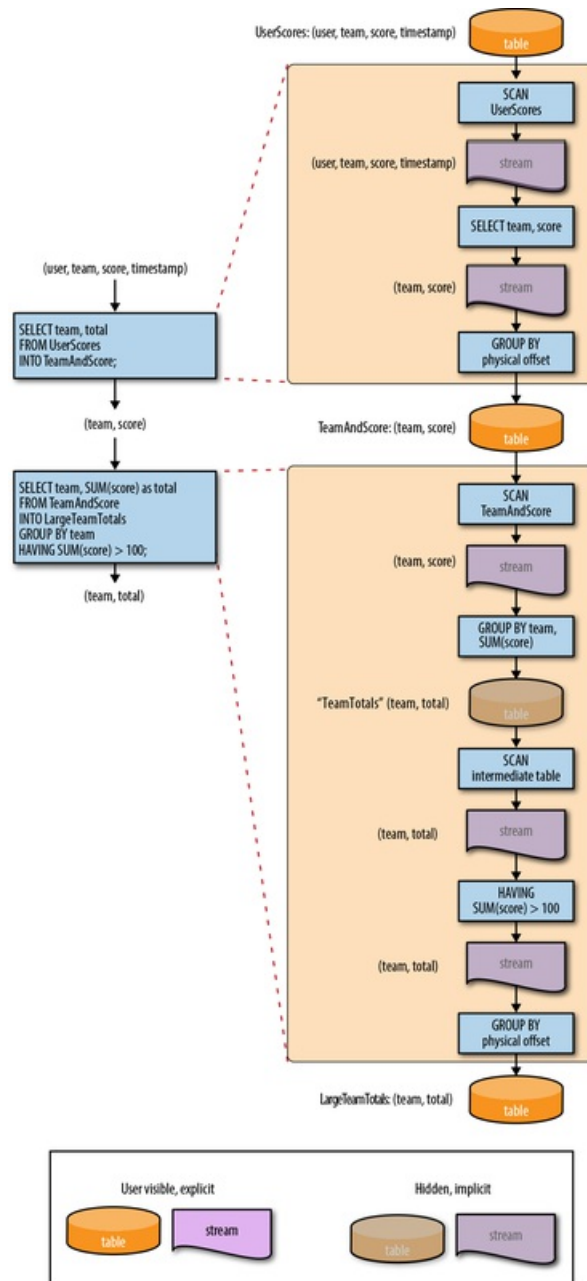 UserScores: (user, team, score, timestamp)
table
SCAN
UserScores
(user, team, score, timestamp)
stream
SELECT team, score
(team, score)
stream
GROUP BY
physical offset
(user, team, score, timestamp)
SELECT team, total
FROM UserScores
INTO TeamAndScore;
(team, score)
TeamAndScore: (team, score)
table
SELECT team, SUM(score) as total
FROM TeamAndScore
INTO LargeTeamTotals
GROUP BY team
HAVING SUM(score) > 100;
(team, total)
SCAN
TeamAndScore
(team, score)
stream
GROUP BY team,
SUM(score)
"TeamTotals" (team, total)
table
SCAN
intermediate table
(team, total)
stream
HAVING
SUM(score) > 100
(team, total)
stream
GROUP BY
physical offset
LargeTeamTotals: (team, total)
table
User visible, explicit
table
stream
Hidden, implicit
table
stream